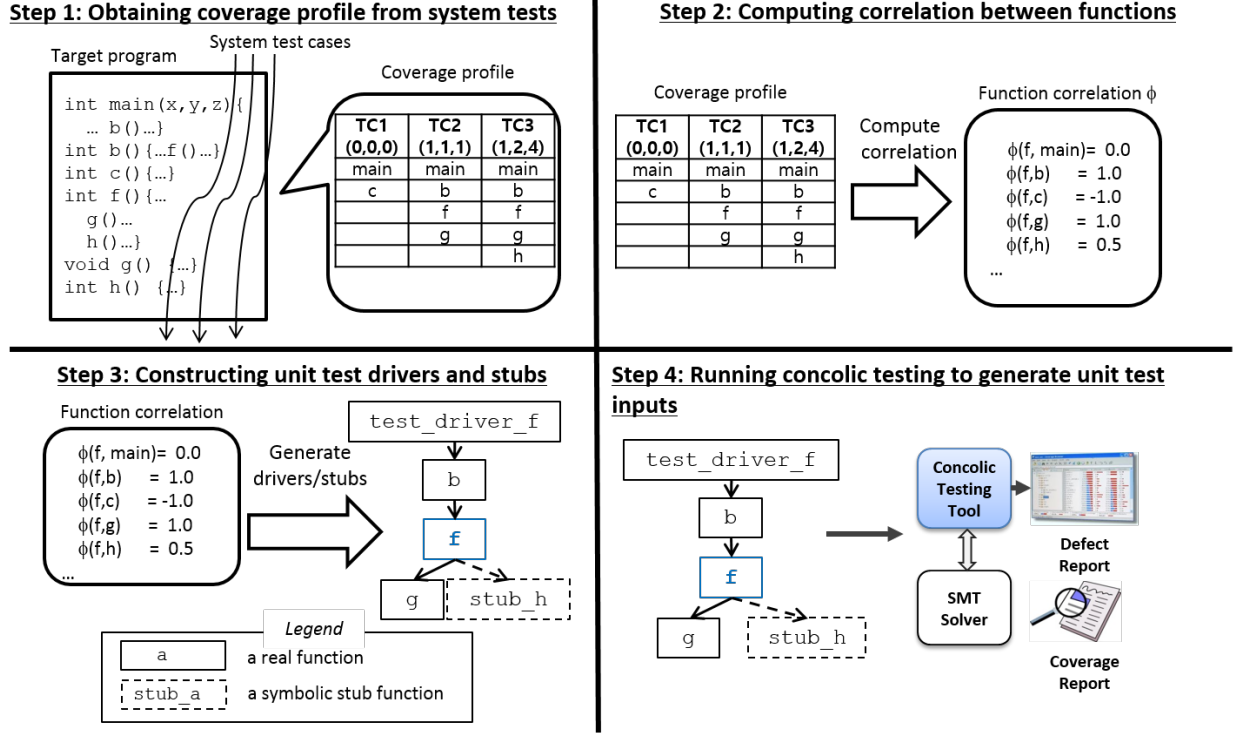 Step 1: Obtaining coverage profile from system tests
System test cases
Target program
int main(x,y,z){
… b()…}
int b(){…f()…}
int c(){…}
int f(){…
g()…
h()…}
void g() {…}
int h() {…}
Coverage profile
TC1 TC2 TC3
(0,0,0) (1,1,1) (1,2,4)
main main main
c b b
f f
g g
h
Step 2: Computing correlation between functions
Coverage profile
TC1 TC2 TC3
(0,0,0) (1,1,1) (1,2,4)
main main main
c b b
f f
g g
h
Compute
correlation
Function correlation ϕ
ϕ(f, main)= 0.0
ϕ(f,b) = 1.0
ϕ(f,c) = -1.0
ϕ(f,g) = 1.0
ϕ(f,h) = 0.5
…
Step 3: Constructing unit test drivers and stubs
Function correlation
ϕ(f, main)= 0.0
ϕ(f,b) = 1.0
ϕ(f,c) = -1.0
ϕ(f,g) = 1.0
ϕ(f,h) = 0.5
…
Generate
drivers/stubs
test_driver_f
b
f
g stub_h
Legend
a a real function
stub_a a symbolic stub function
Step 4: Running concolic testing to generate unit test
inputs
test_driver_f
b
f
g stub_h
Concolic
Testing
Tool
SMT
Solver
Defect
Report
Coverage
Report